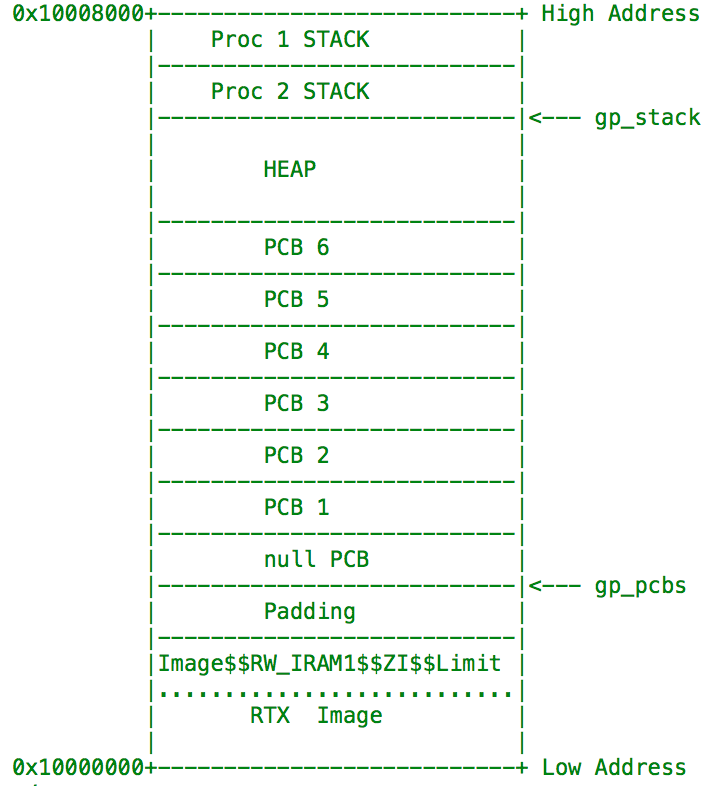 0x10008000+---------------------------+ High Address
|    Proc 1 STACK           |
|---------------------------|
|    Proc 2 STACK           |
|---------------------------|<--- gp_stack
|                           |
|        HEAP               |
|                           |
|---------------------------|
|        PCB 6              |
|---------------------------|
|        PCB 5              |
|---------------------------|
|        PCB 4              |
|---------------------------|
|        PCB 3              |
|---------------------------|
|        PCB 2              |
|---------------------------|
|        PCB 1              |
|---------------------------|
|        null PCB           |
|---------------------------|<--- gp_pcbs
|        Padding            |
|---------------------------|
|Image$$RW_IRAM1$$ZI$$Limit |
|...........................|
|       RTX  Image          |
|                           |
0x10000000+---------------------------+ Low Address